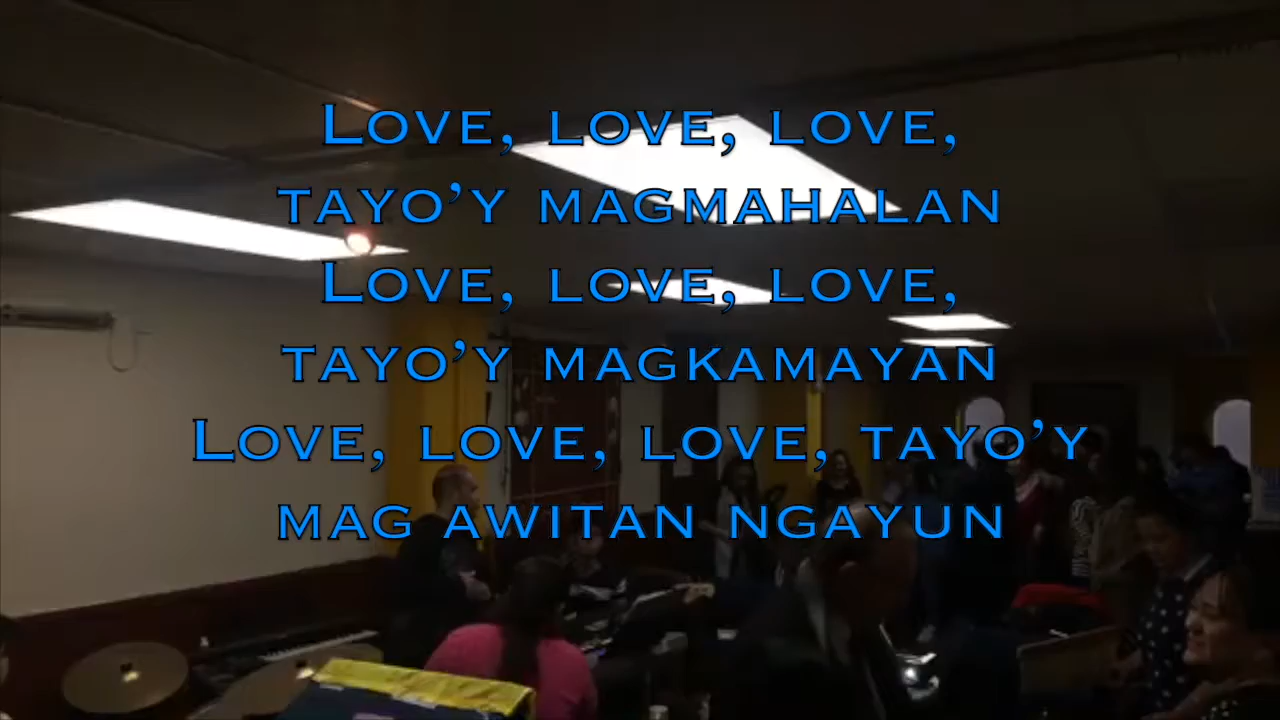 Love, love, love,
tayo'y magmahalan
Love, love, love,
tayo'y magkamayan
Love, love, love, tayo'y
mag awitan ngayun